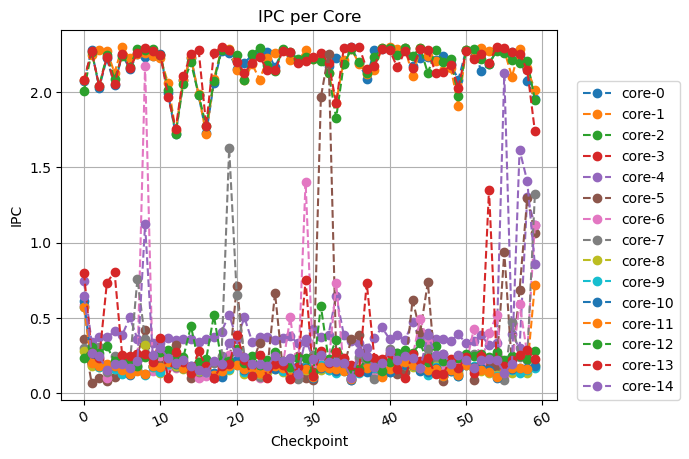 IPC per Core
IPC
2.0
1.5
1.0
0.5
0.0
0
10
20
30
40
50
60
Checkpoint
core-0
core-1
core-2
core-3
core-4
core-5
core-6
core-7
core-8
core-9
core-10
core-11
core-12
core-13
core-14